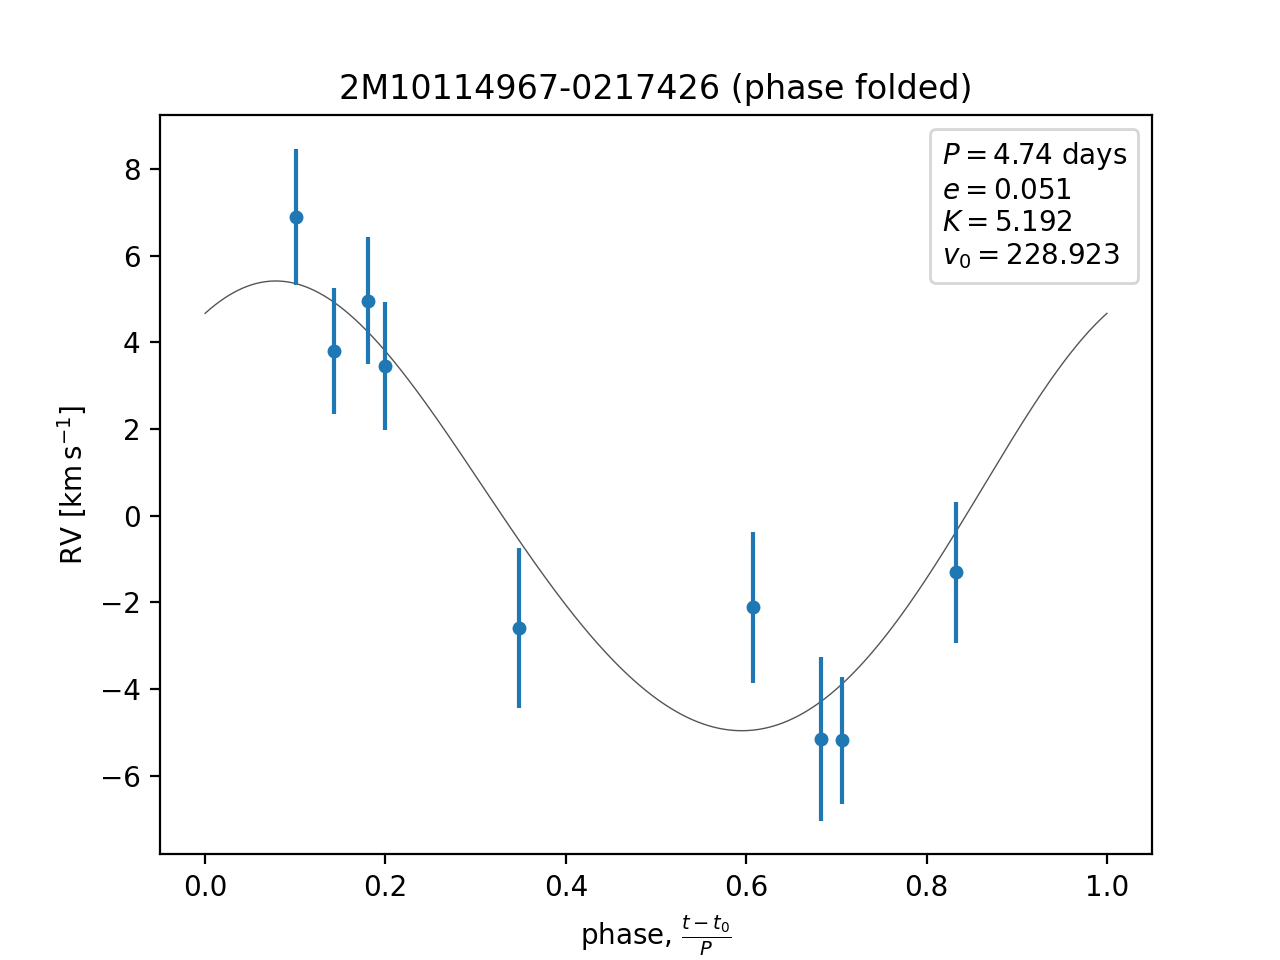 2M10114967-0217426 (phase folded)
P = 4.74 days
e = 0.051
K = 5.192
v₀ = 228.923
RV [km s⁻¹]
8
6
4
2
0
−2
−4
−6
0.0 0.2 0.4 0.6 0.8 1.0
phase, (t − t₀)/P